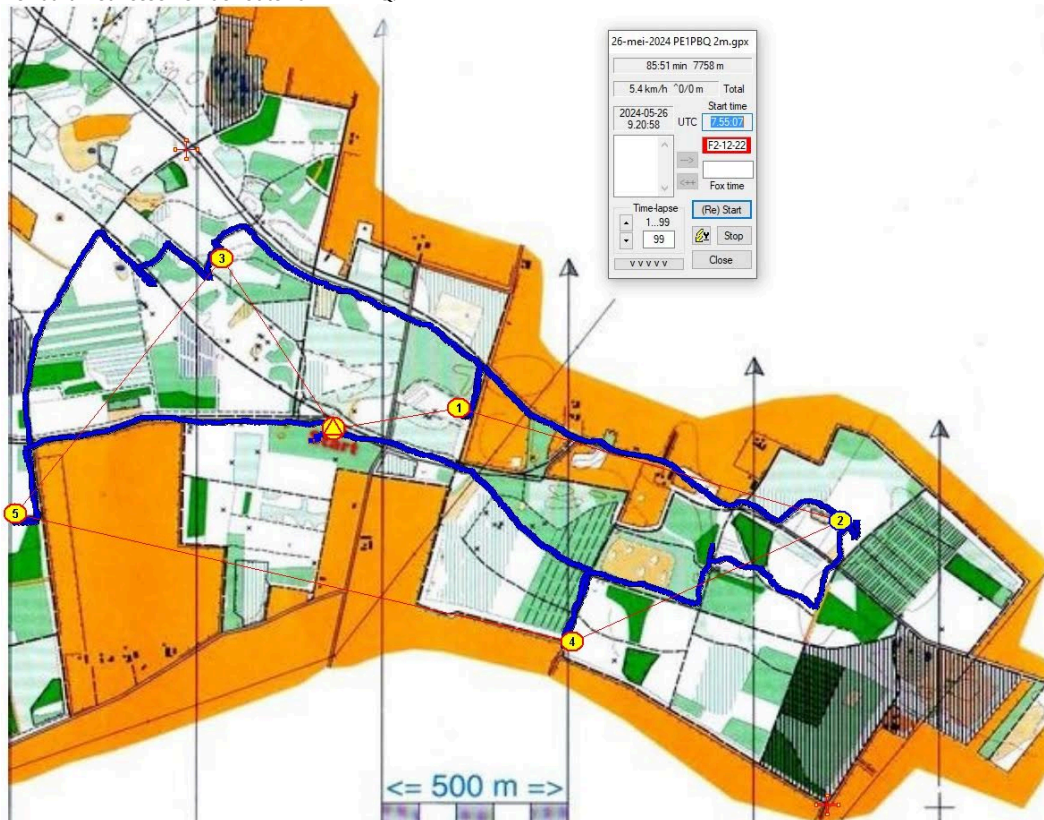 26-mei-2024 PE1PBQ 2m.gpx
85:51 min 7758 m
5.4 km/h ^0/0 m Total
Start time
2024-05-26
9.20:58
UTC
7.55:07
F2-12-22
-->
<++
Fox time
Time-lapse
1...99
99
(Re) Start
Stop
v v v v v
Close
3
1
Start
2
5
4
<= 500 m =>